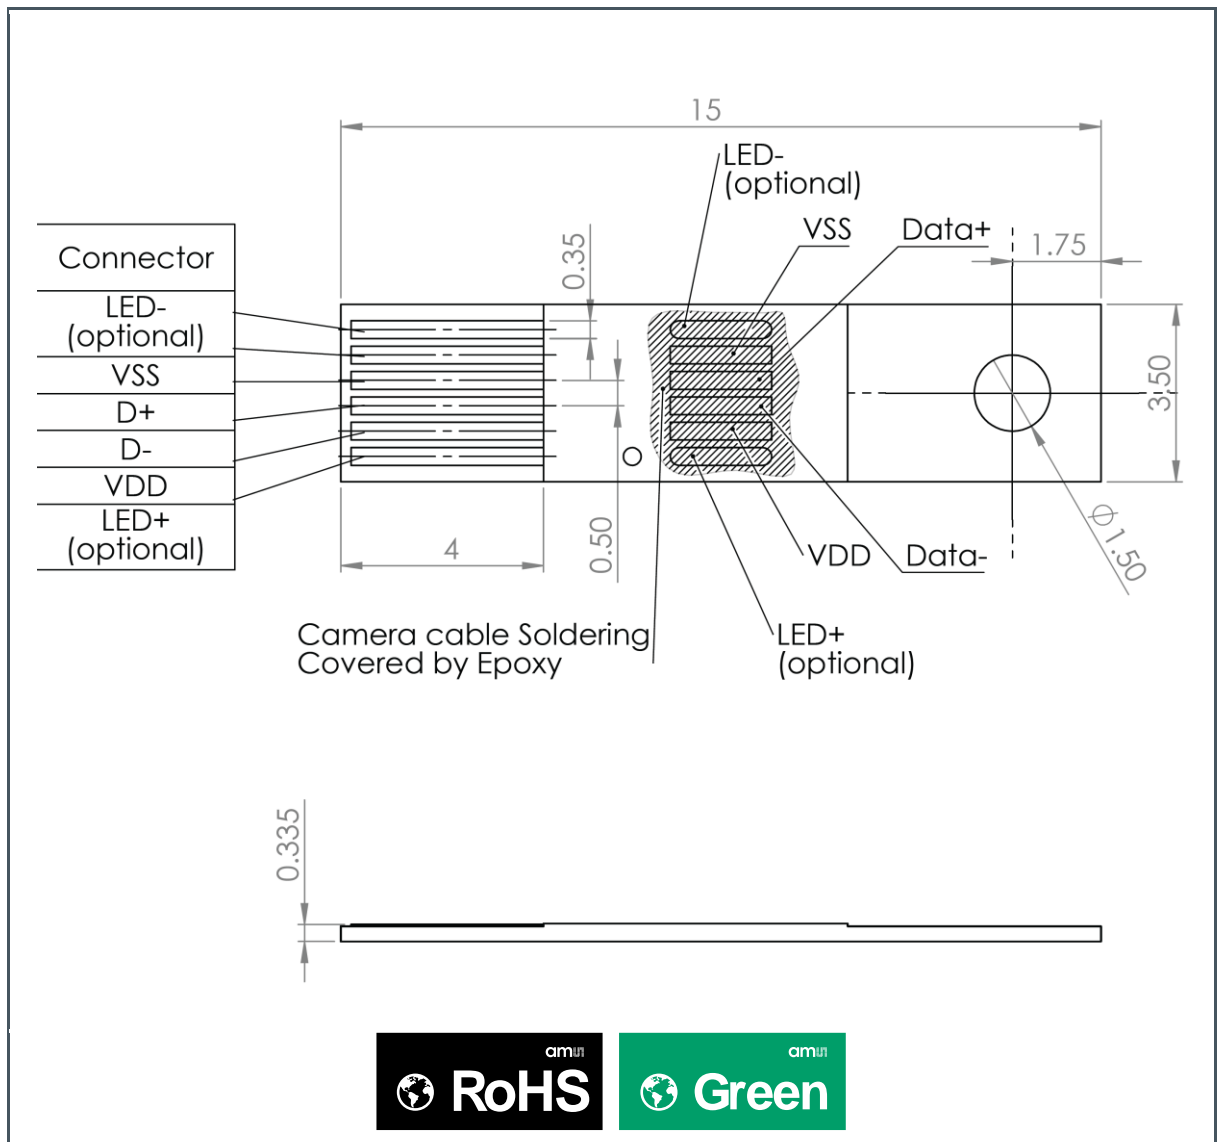 15
LED-
(optional)
VSS
Data+
1.75
0.35
Connector
LED-
(optional)
VSS
D+
D-
VDD
LED+
(optional)
3.50
4
0.50
VDD
Data-
Ø1.50
Camera cable Soldering
Covered by Epoxy
LED+
(optional)
0.335
am
RoHS
am
Green